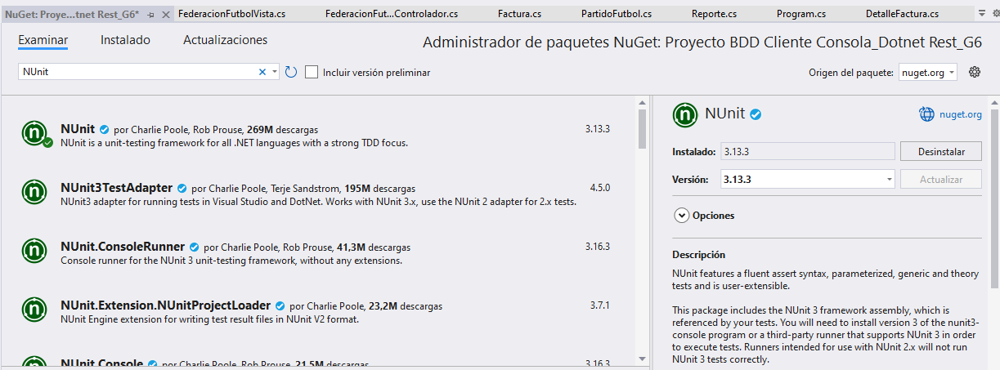 NuGet: Proye...tnet Rest_G6*
FederacionFutbolVista.cs
FederacionFut...Controlador.cs
Factura.cs
PartidoFutbol.cs
Reporte.cs
Program.cs
DetalleFactura.cs
Examinar
Instalado
Actualizaciones
Administrador de paquetes NuGet: Proyecto BDD Cliente Consola_Dotnet Rest_G6
NUnit
Incluir versión preliminar
Origen del paquete:
nuget.org
NUnit por Charlie Poole, Rob Prouse, 269M descargas
3.13.3
NUnit is a unit-testing framework for all .NET languages with a strong TDD focus.
NUnit3TestAdapter por Charlie Poole, Terje Sandstrom, 195M descargas
4.5.0
NUnit3 adapter for running tests in Visual Studio and DotNet. Works with NUnit 3.x, use the NUnit 2 adapter for 2.x tests.
NUnit.ConsoleRunner por Charlie Poole, Rob Prouse, 41,3M descargas
3.16.3
Console runner for the NUnit 3 unit-testing framework, without any extensions.
NUnit.Extension.NUnitProjectLoader por Charlie Poole, 23,2M descargas
3.7.1
NUnit Engine extension for writing test result files in NUnit V2 format.
NUnit.Console por Charlie Poole, Rob Prouse, 21,5M descargas
3.16.3
NUnit
nuget.org
Instalado:
3.13.3
Desinstalar
Versión:
3.13.3
Actualizar
Opciones
Descripción
NUnit features a fluent assert syntax, parameterized, generic and theory
tests and is user-extensible.
This package includes the NUnit 3 framework assembly, which is
referenced by your tests. You will need to install version 3 of the nunit3-
console program or a third-party runner that supports NUnit 3 in order
to execute tests. Runners intended for use with NUnit 2.x will not run
NUnit 3 tests correctly.